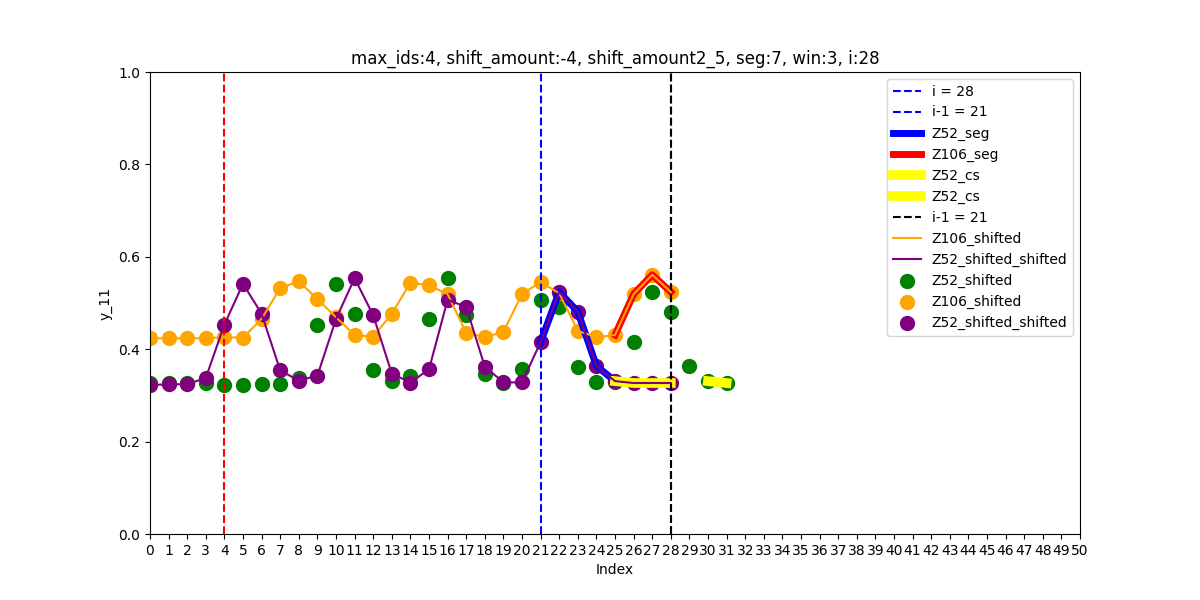 max_ids:4, shift_amount:-4, shift_amount2_5, seg:7, win:3, i:28
1.0
0.8
0.6
0.4
0.2
0.0
y_11
i = 28
i-1 = 21
Z52_seg
Z106_seg
Z52_cs
Z52_cs
i-1 = 21
Z106_shifted
Z52_shifted_shifted
Z52_shifted
Z106_shifted
Z52_shifted_shifted
0 1 2 3 4 5 6 7 8 9 10 11 12 13 14 15 16 17 18 19 20 21 22 23 24 25 26 27 28 29 30 31 32 33 34 35 36 37 38 39 40 41 42 43 44 45 46 47 48 49 50
Index